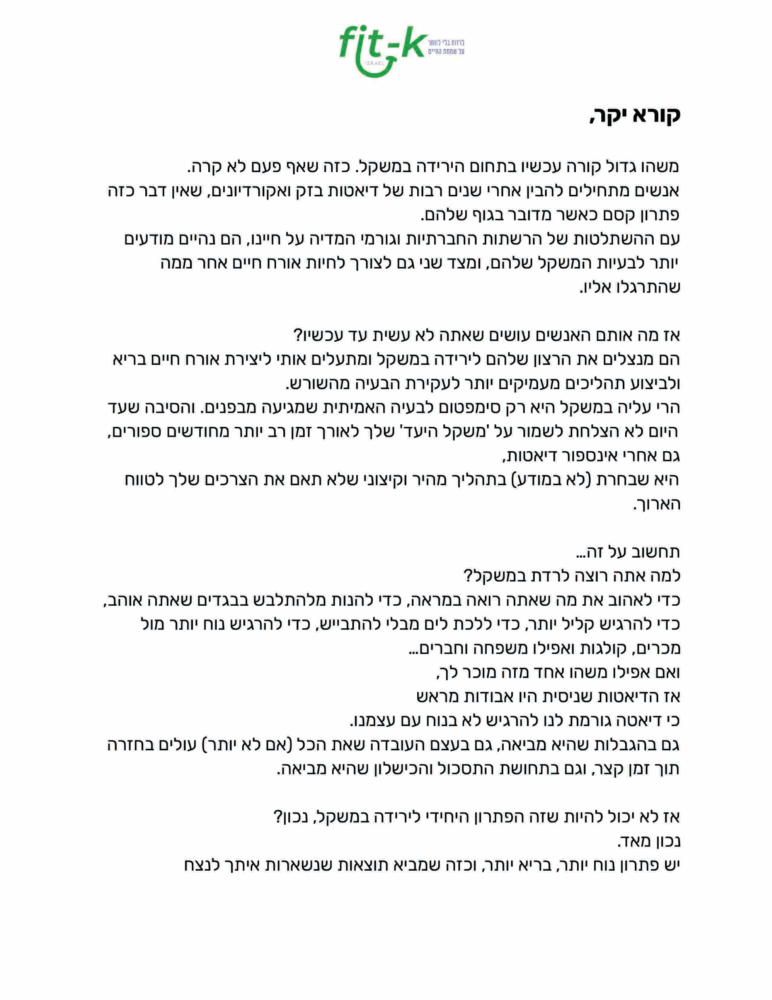 fit-k
ISRAEL
לרזות בלי לוותר
על שמחת החיים
קורא יקר,
משהו גדול קורה עכשיו בתחום הירידה במשקל. כזה שאף פעם לא קרה.
אנשים מתחילים להבין אחרי שנים רבות של דיאטות בזק ואקורדיונים, שאין דבר כזה
פתרון קסם כאשר מדובר בגוף שלהם.
עם ההשתלטות של הרשתות החברתיות וגורמי המדיה על חיינו, הם נהיים מודעים
יותר לבעיות המשקל שלהם, ומצד שני גם לצורך לחיות אורח חיים אחר ממה
שהתרגלו אליו.
אז מה אותם האנשים עושים שאתה לא עשית עד עכשיו?
הם מנצלים את הרצון שלהם לירידה במשקל ומתעלים אותי ליצירת אורח חיים בריא
ולביצוע תהליכים מעמיקים יותר לעקירת הבעיה מהשורש.
הרי עליה במשקל היא רק סימפטום לבעיה האמיתית שמגיעה מבפנים. והסיבה שעד
היום לא הצלחת לשמור על 'משקל היעד' שלך לאורך זמן רב יותר מחודשים ספורים,
גם אחרי אינספור דיאטות,
היא שבחרת (לא במודע) בתהליך מהיר וקיצוני שלא תאם את הצרכים שלך לטווח
הארוך.
תחשוב על זה...
למה אתה רוצה לרדת במשקל?
כדי לאהוב את מה שאתה רואה במראה, כדי להנות מלהתלבש בבגדים שאתה אוהב,
כדי להרגיש קליל יותר, כדי ללכת לים מבלי להתבייש, כדי להרגיש נוח יותר מול
מכרים, קולגות ואפילו משפחה וחברים...
ואם אפילו משהו אחד מזה מוכר לך,
אז הדיאטות שניסית היו אבודות מראש
כי דיאטה גורמת לנו להרגיש לא בנוח עם עצמנו.
גם בהגבלות שהיא מביאה, גם בעצם העובדה שאת הכל (אם לא יותר) עולים בחזרה
תוך זמן קצר, וגם בתחושת התסכול והכישלון שהיא מביאה.
אז לא יכול להיות שזה הפתרון היחידי לירידה במשקל, נכון?
נכון מאד.
יש פתרון נוח יותר, בריא יותר, וכזה שמביא תוצאות שנשארות איתך לנצח